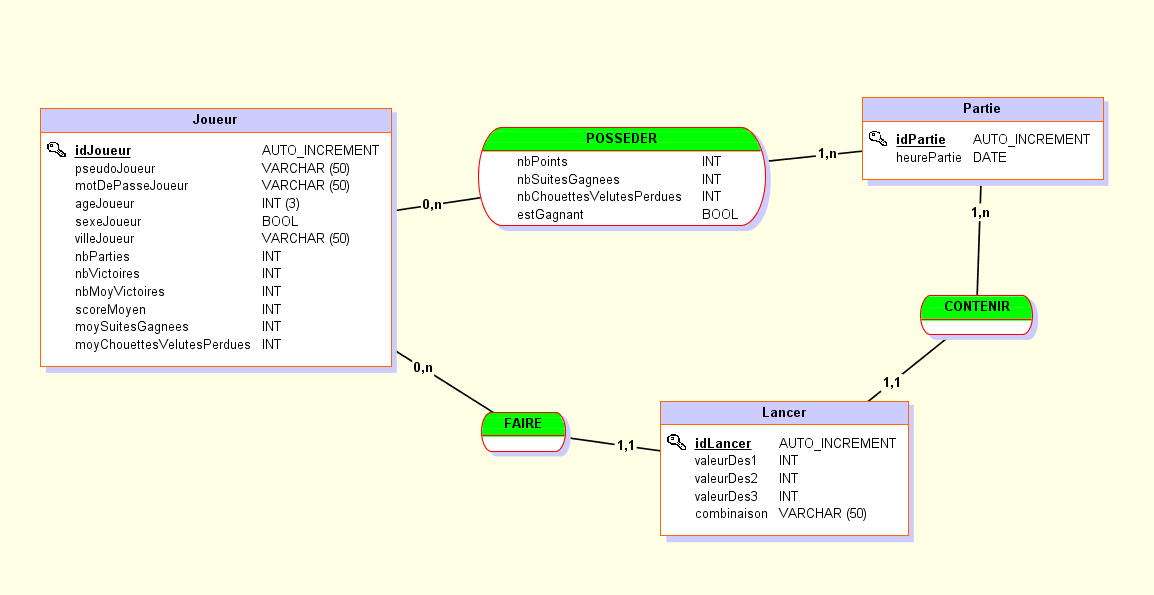 Joueur
idJoueur AUTO_INCREMENT
pseudoJoueur VARCHAR (50)
motDePasseJoueur VARCHAR (50)
ageJoueur INT (3)
sexeJoueur BOOL
villeJoueur VARCHAR (50)
nbParties INT
nbVictoires INT
nbMoyVictoires INT
scoreMoyen INT
moySuitesGagnees INT
moyChouettesVelutesPerdues INT
0,n
POSSEDER
nbPoints INT
nbSuitesGagnees INT
nbChouettesVelutesPerdues INT
estGagnant BOOL
1,n
Partie
idPartie AUTO_INCREMENT
heurePartie DATE
1,n
CONTENIR
1,1
0,n
FAIRE
1,1
Lancer
idLancer AUTO_INCREMENT
valeurDes1 INT
valeurDes2 INT
valeurDes3 INT
combinaison VARCHAR (50)